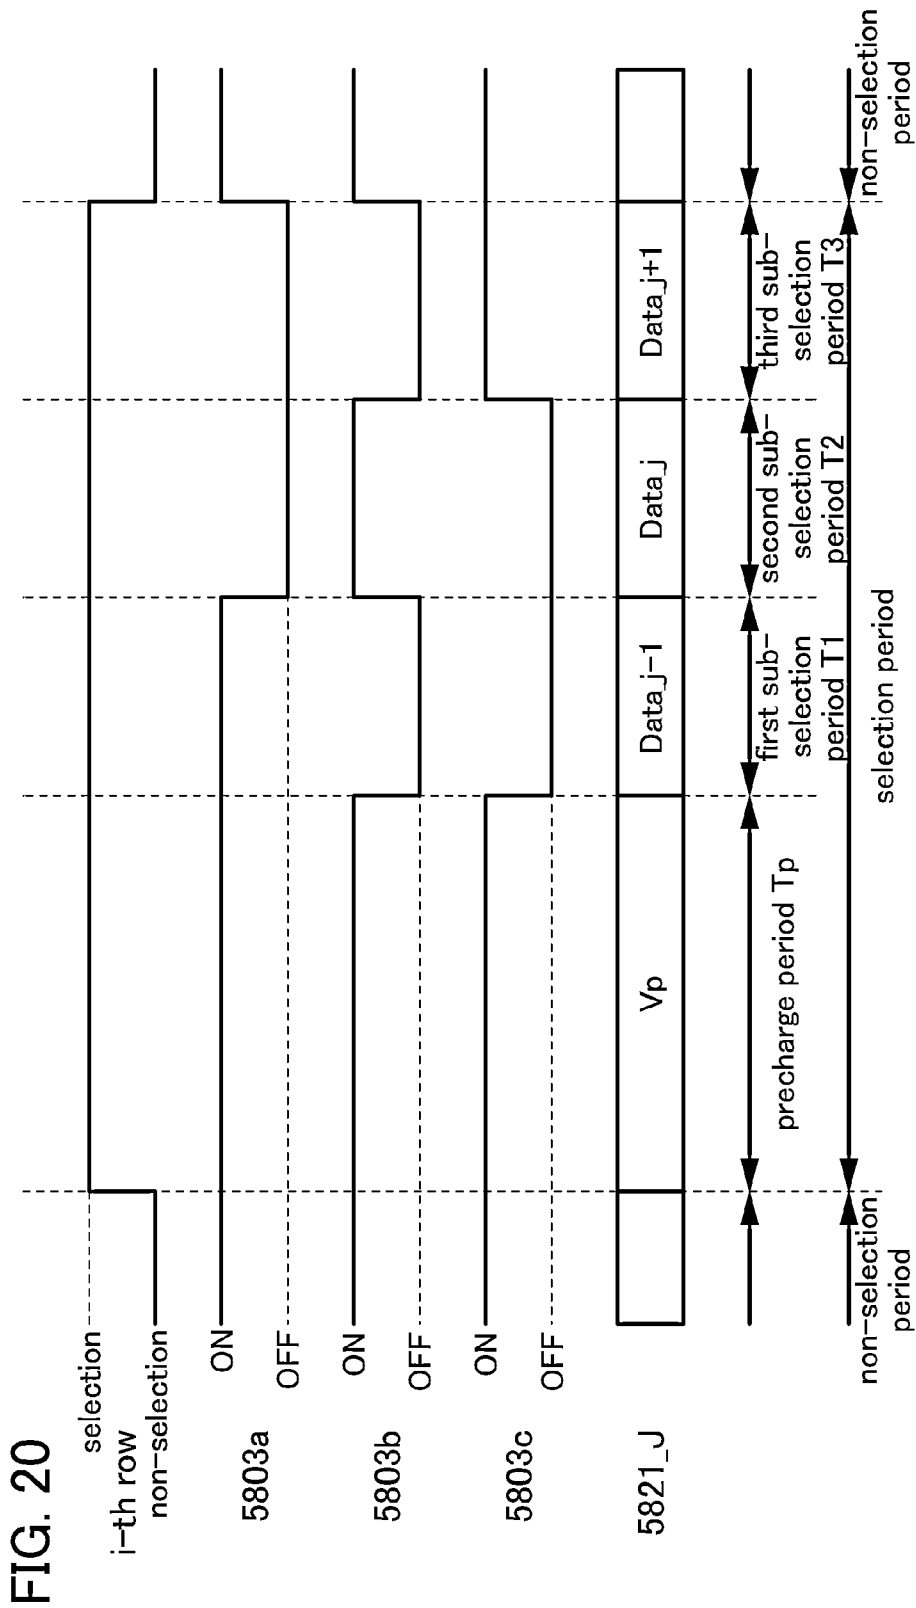 FIG. 20
selection
i-th row
non-selection
5803a
ON
OFF
5803b
ON
OFF
5803c
ON
OFF
5821_J
Vp
Data_j-1
Data_j
Data_j+1
precharge period Tp
first sub-
selection
period T1
second sub-
selection
period T2
third sub-
selection
period T3
non-selection
period
selection period
non-selection
period